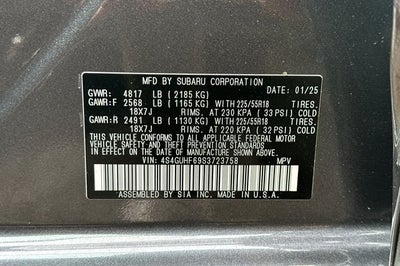 MFD. BY SUBARU CORPORATION
GVWR: 4817 LB ( 2185 KG) 01/25
GAWR:F 2568 LB ( 1165 KG) WITH 225/55R18 TIRES,
18X7J RIMS,AT 230 KPA ( 33 PSI) COLD
GAWR:R 2491 LB ( 1130 KG) WITH 225/55R18 TIRES,
18X7J RIMS,AT 220 KPA ( 32 PSI) COLD
THIS VEHICLE CONFORMS TO ALL APPLICABLE FEDERAL MOTOR
VEHICLE SAFETY AND THEFT PREVENTION STANDARDS IN EFFECT
ON THE DATE OF MANUFACTURE SHOWN ABOVE.
VIN: 4S4GUHF69S3723758 MPV
ASSEMBLED BY SIA INC. MADE IN U.S.A.